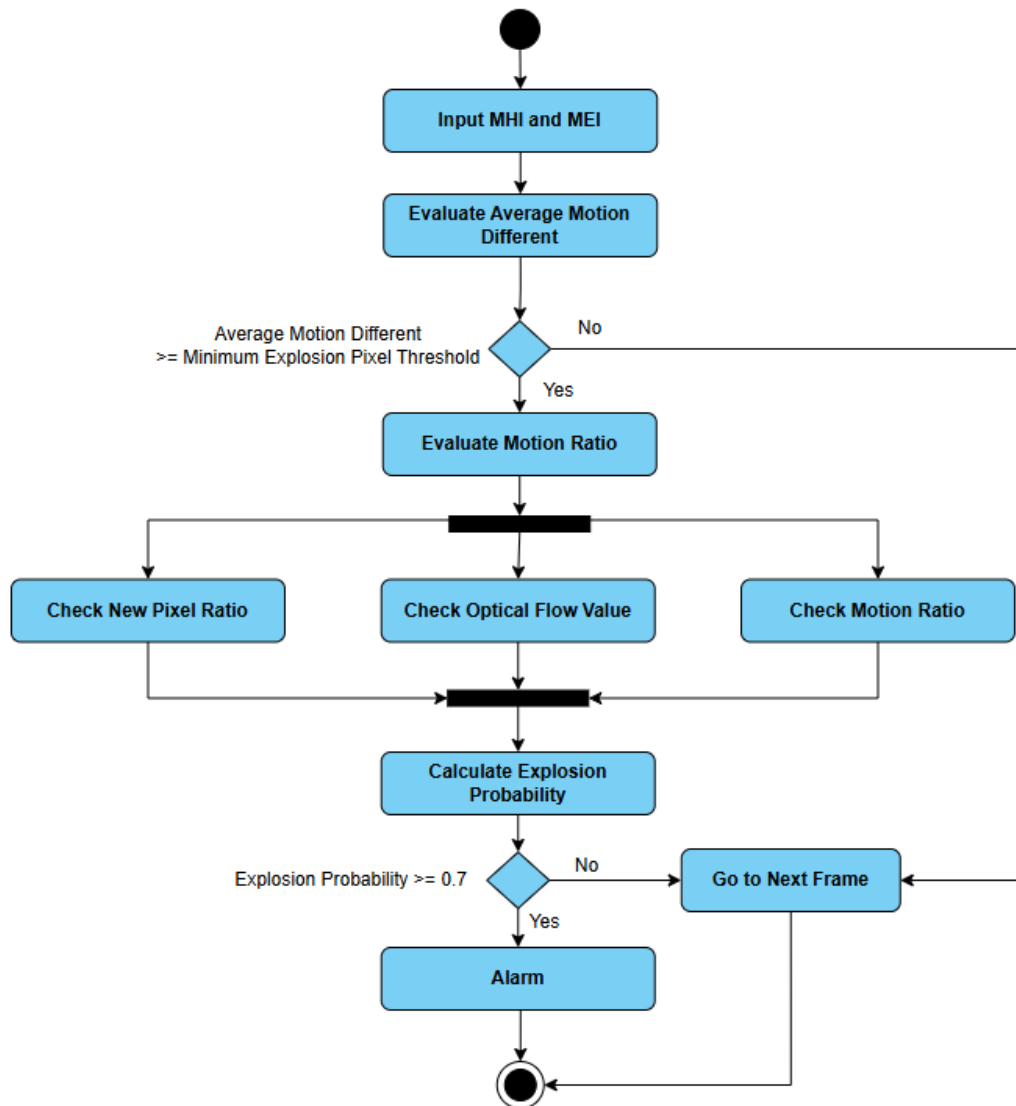 Input MHI and MEI
Evaluate Average Motion
Different
Average Motion Different
>= Minimum Explosion Pixel Threshold
No
Yes
Evaluate Motion Ratio
Check New Pixel Ratio
Check Optical Flow Value
Check Motion Ratio
Calculate Explosion
Probability
Explosion Probability >= 0.7
No
Go to Next Frame
Yes
Alarm